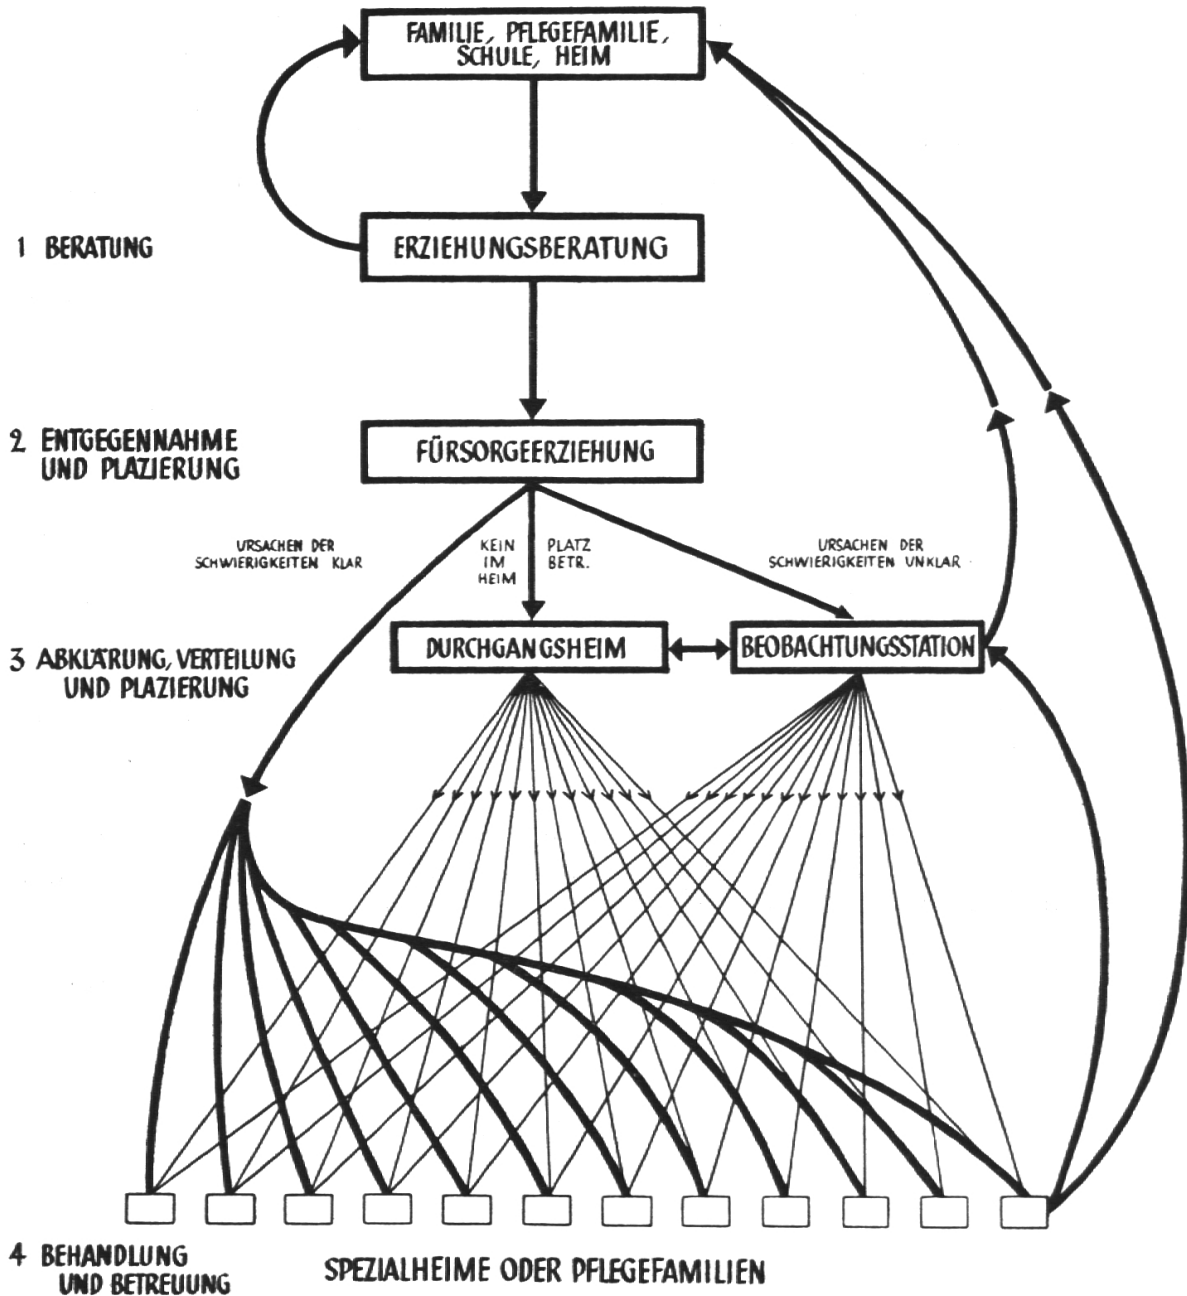 FAMILIE, PFLEGEFAMILIE,
SCHULE, HEIM
1 BERATUNG
ERZIEHUNGSBERATUNG
2 ENTGEGENNAHME
UND PLAZIERUNG
FÜRSORGEERZIEHUNG
URSACHEN DER
SCHWIERIGKEITEN KLAR
KEIN PLATZ
IM BETR.
HEIM
URSACHEN DER
SCHWIERIGKEITEN UNKLAR
3 ABKLÄRUNG, VERTEILUNG
UND PLAZIERUNG
DURCHGANGSHEIM
BEOBACHTUNGSSTATION
4 BEHANDLUNG
UND BETREUUNG
SPEZIALHEIME ODER PFLEGEFAMILIEN